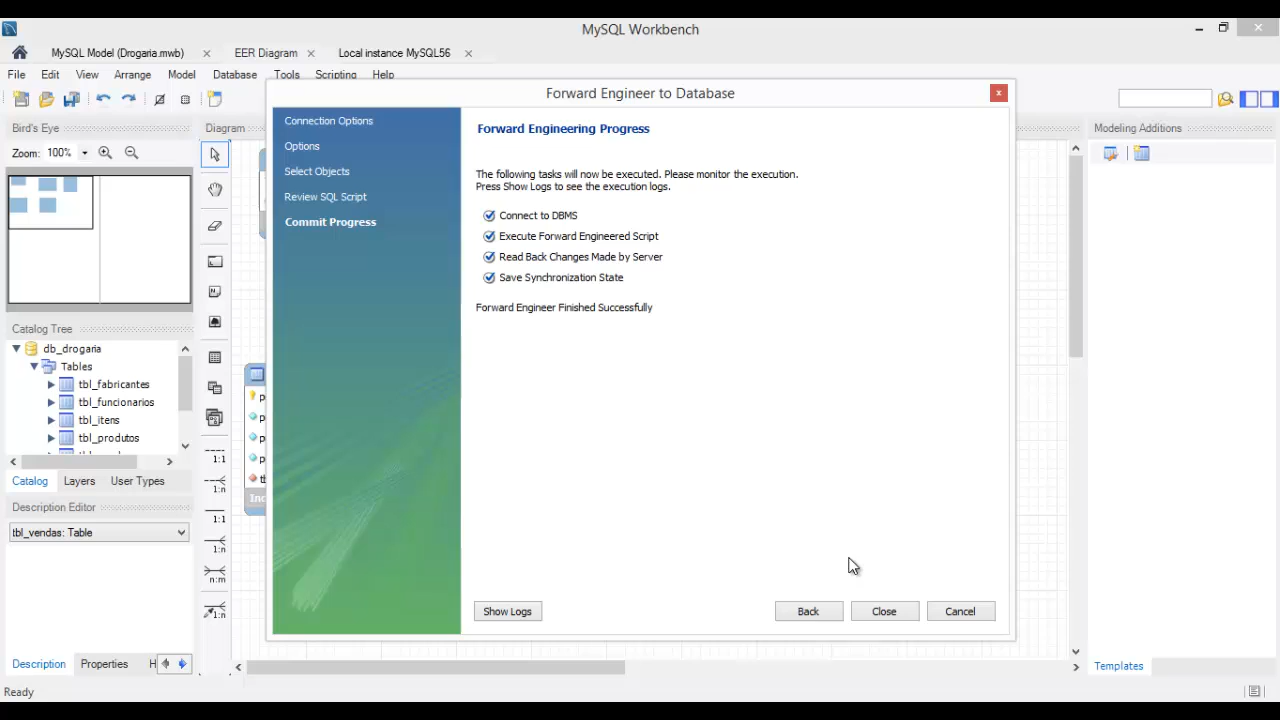 MySQL Workbench
MySQL Model (Drogaria.mwb)
EER Diagram
Local instance MySQL56
File Edit View Arrange Model Database Tools Scripting Help
Forward Engineer to Database
Bird's Eye
Zoom: 100%
Diagram
Modeling Additions
Connection Options
Options
Select Objects
Review SQL Script
Commit Progress
Forward Engineering Progress
The following tasks will now be executed. Please monitor the execution.
Press Show Logs to see the execution logs.
Connect to DBMS
Execute Forward Engineered Script
Read Back Changes Made by Server
Save Synchronization State
Forward Engineer Finished Successfully
Show Logs
Back
Close
Cancel
Catalog Tree
db_drogaria
Tables
tbl_fabricantes
tbl_funcionarios
tbl_itens
tbl_produtos
Catalog Layers User Types
Description Editor
tbl_vendas: Table
Description Properties H
1:1
1:n
1:1
1:n
n:m
1:n
Templates
Ready